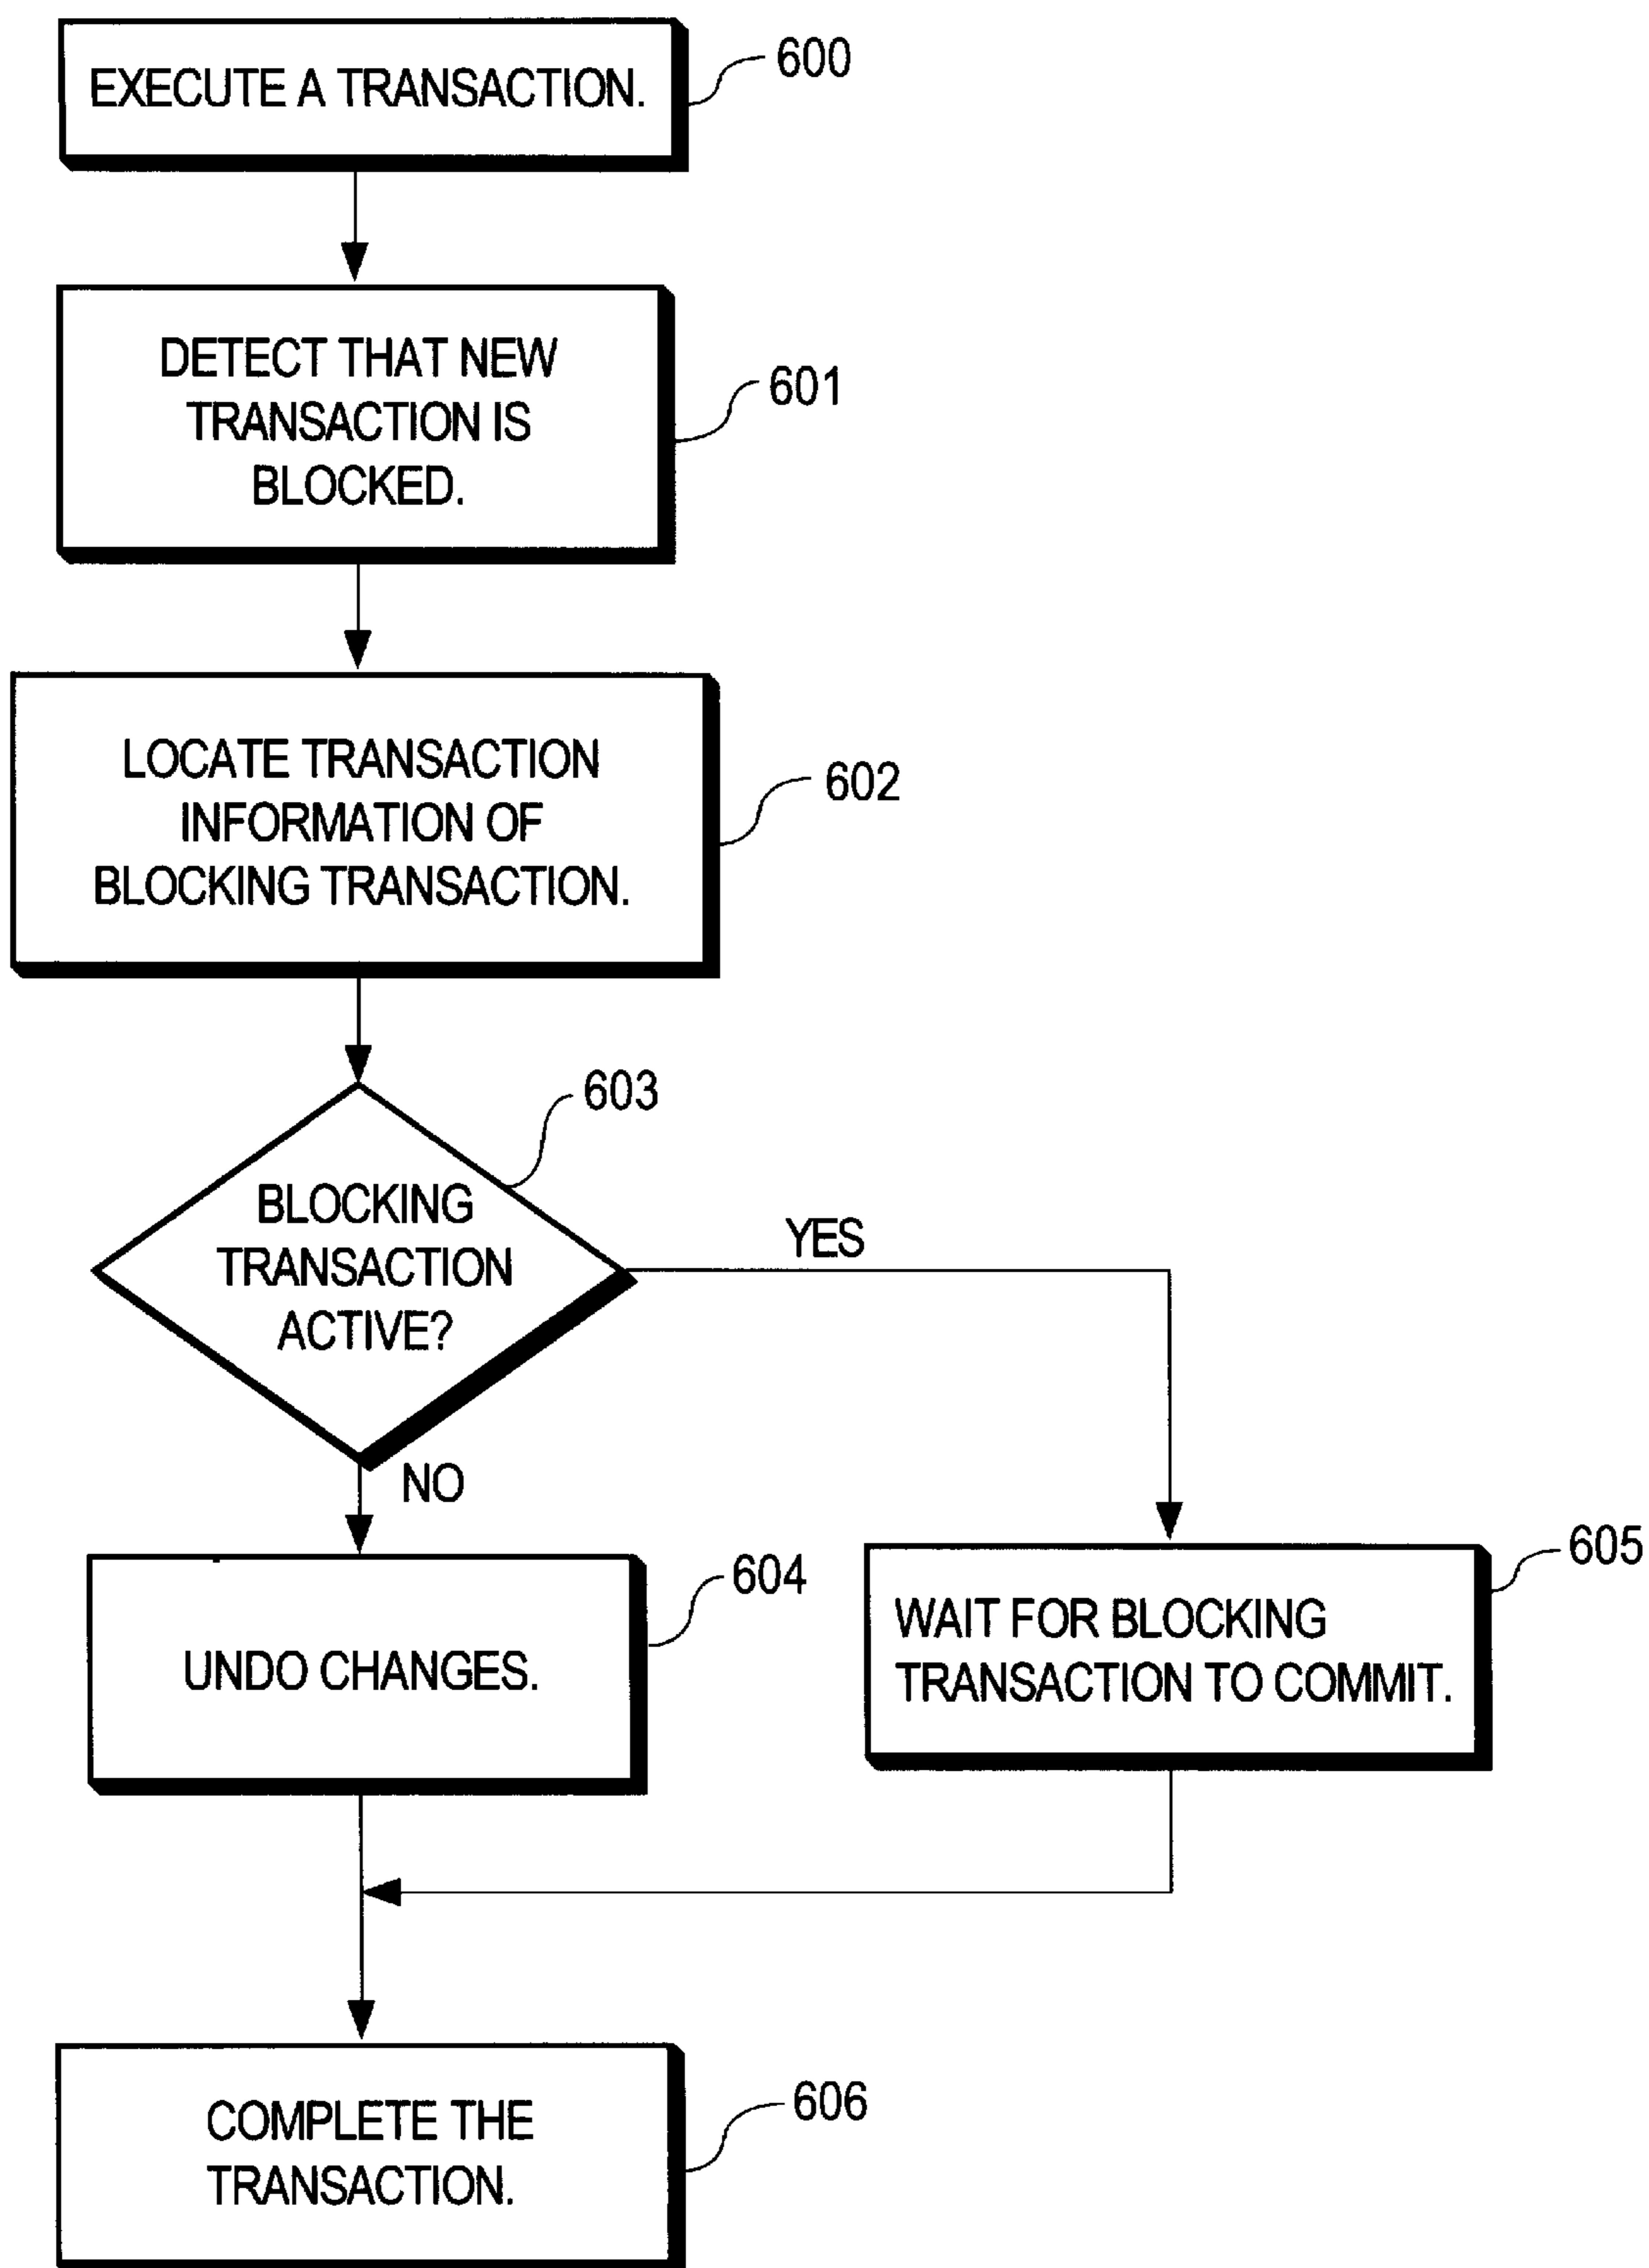 EXECUTE A TRANSACTION.
600
DETECT THAT NEW
TRANSACTION IS
BLOCKED.
601
LOCATE TRANSACTION
INFORMATION OF
BLOCKING TRANSACTION.
602
603
BLOCKING
TRANSACTION
ACTIVE?
YES
NO
604
UNDO CHANGES.
605
WAIT FOR BLOCKING
TRANSACTION TO COMMIT.
606
COMPLETE THE
TRANSACTION.